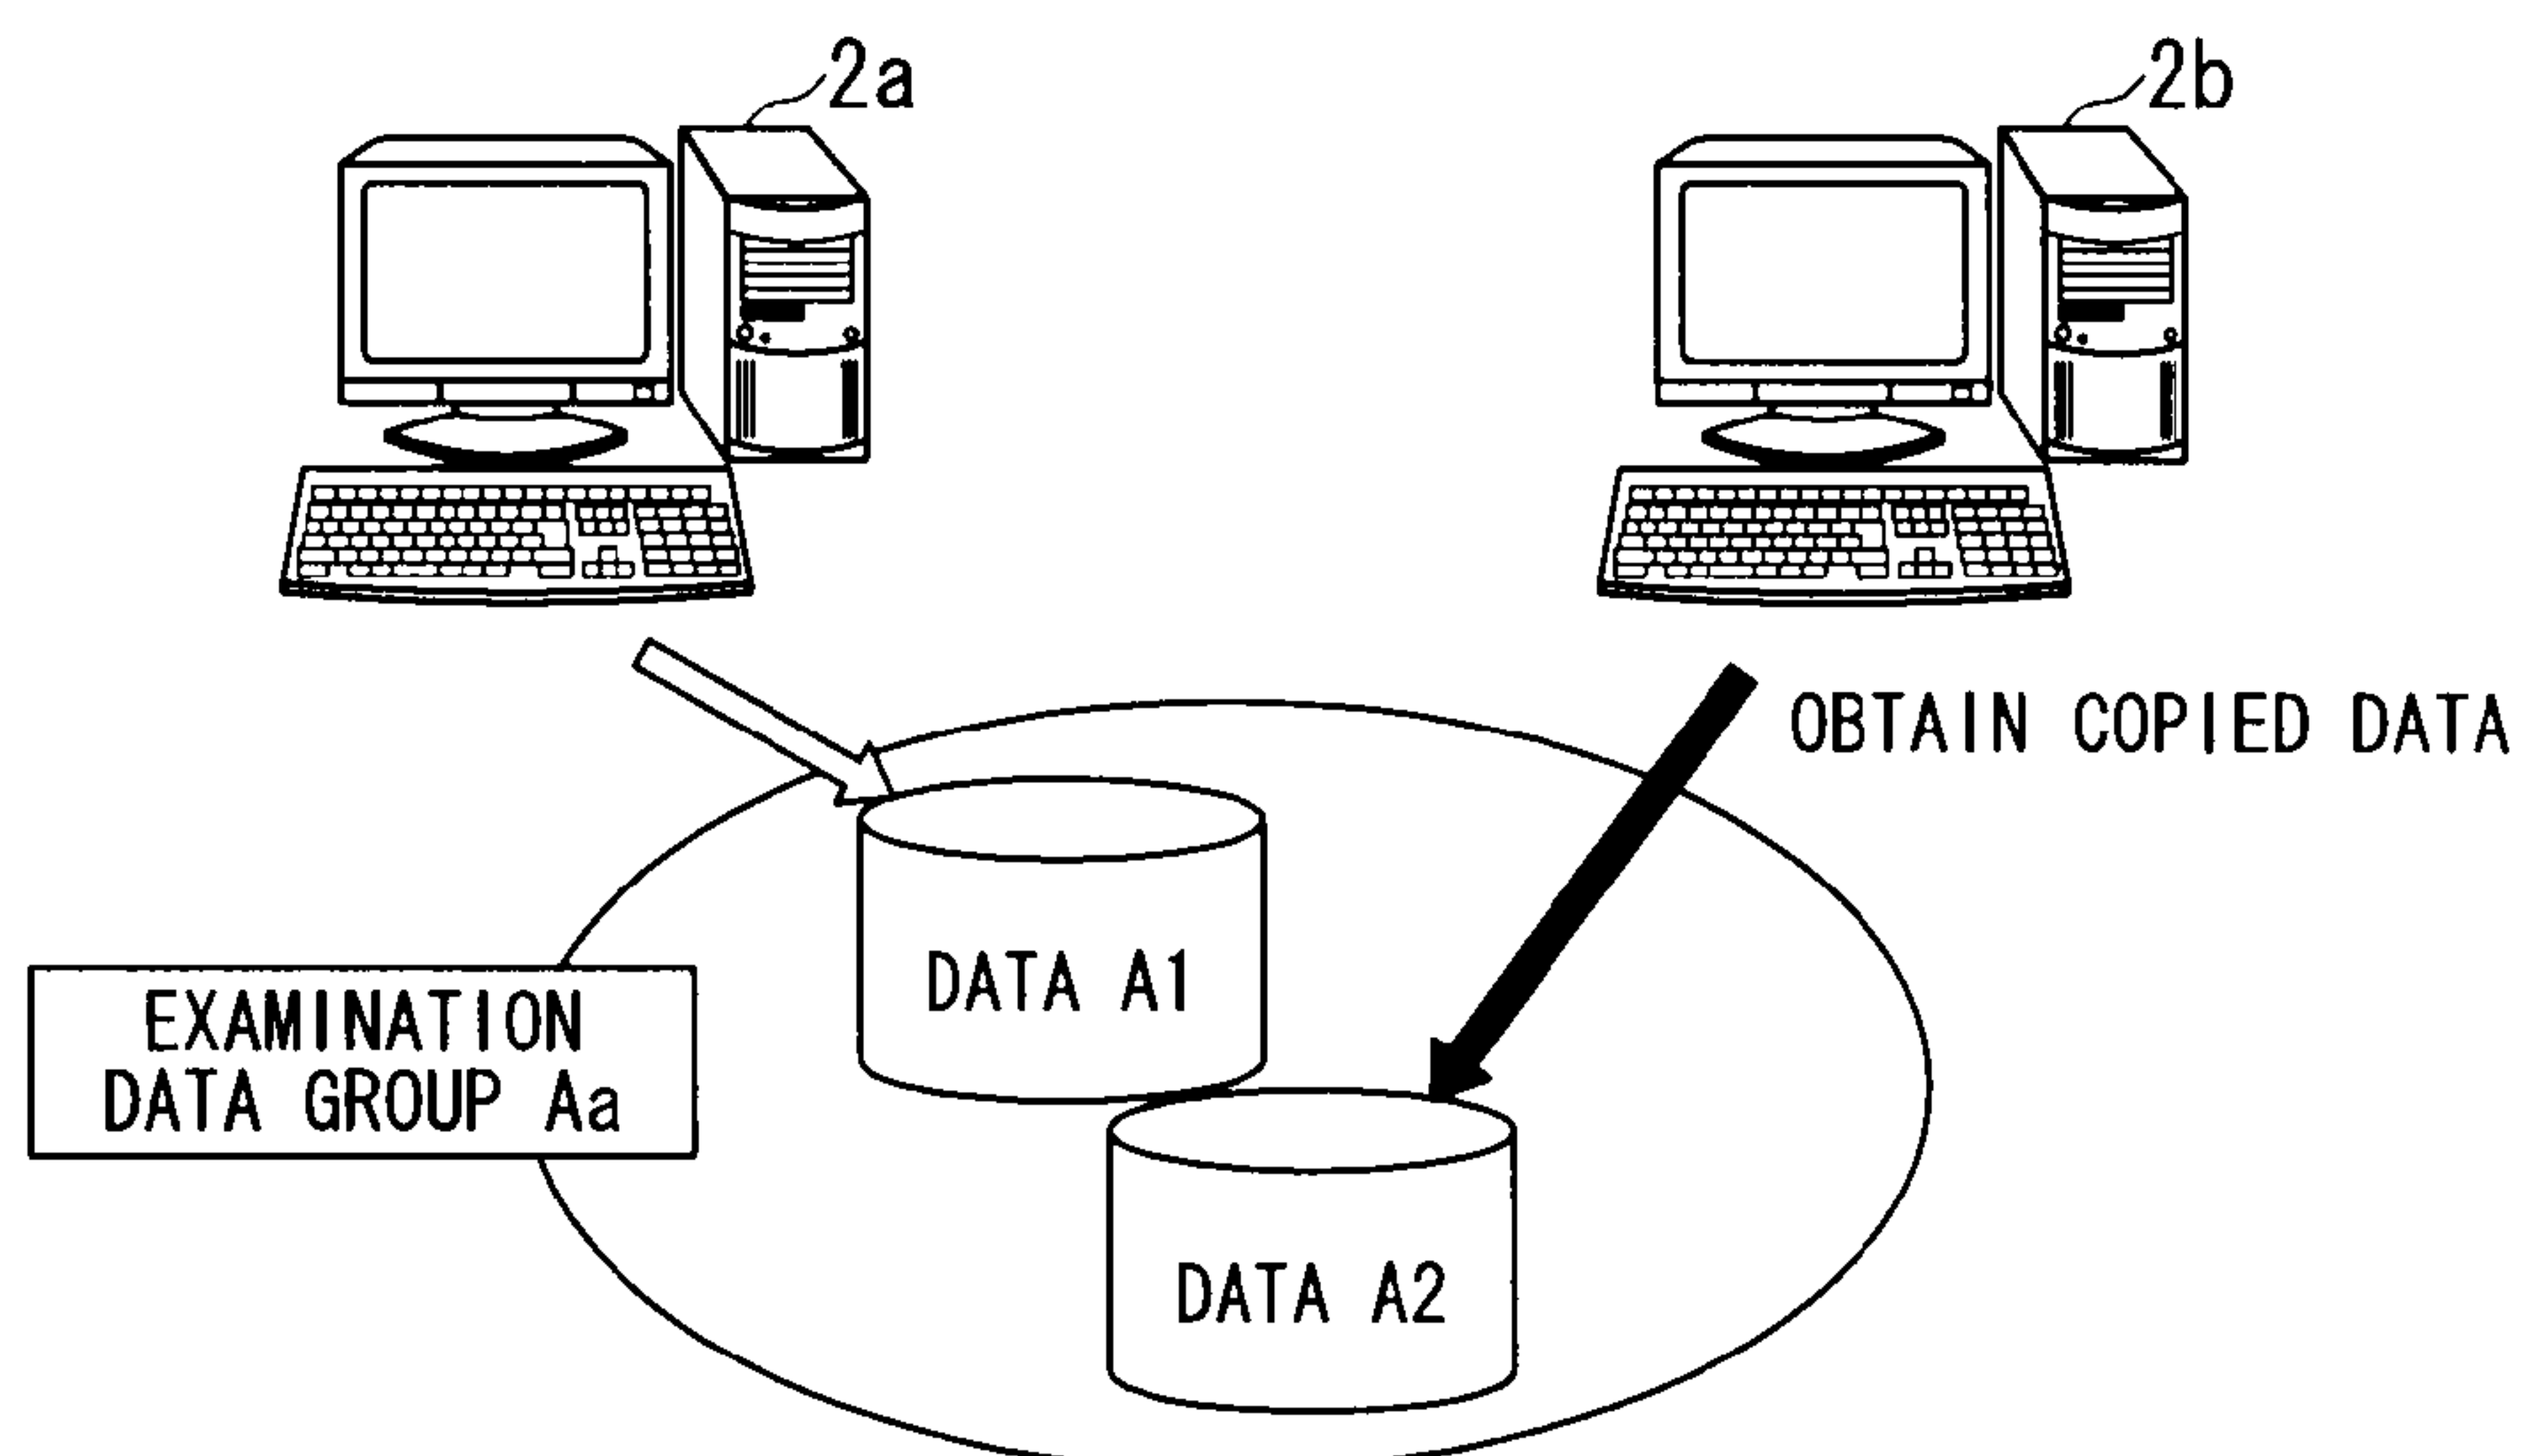 2a
2b
OBTAIN COPIED DATA
DATA A1
EXAMINATION
DATA GROUP Aa
DATA A2